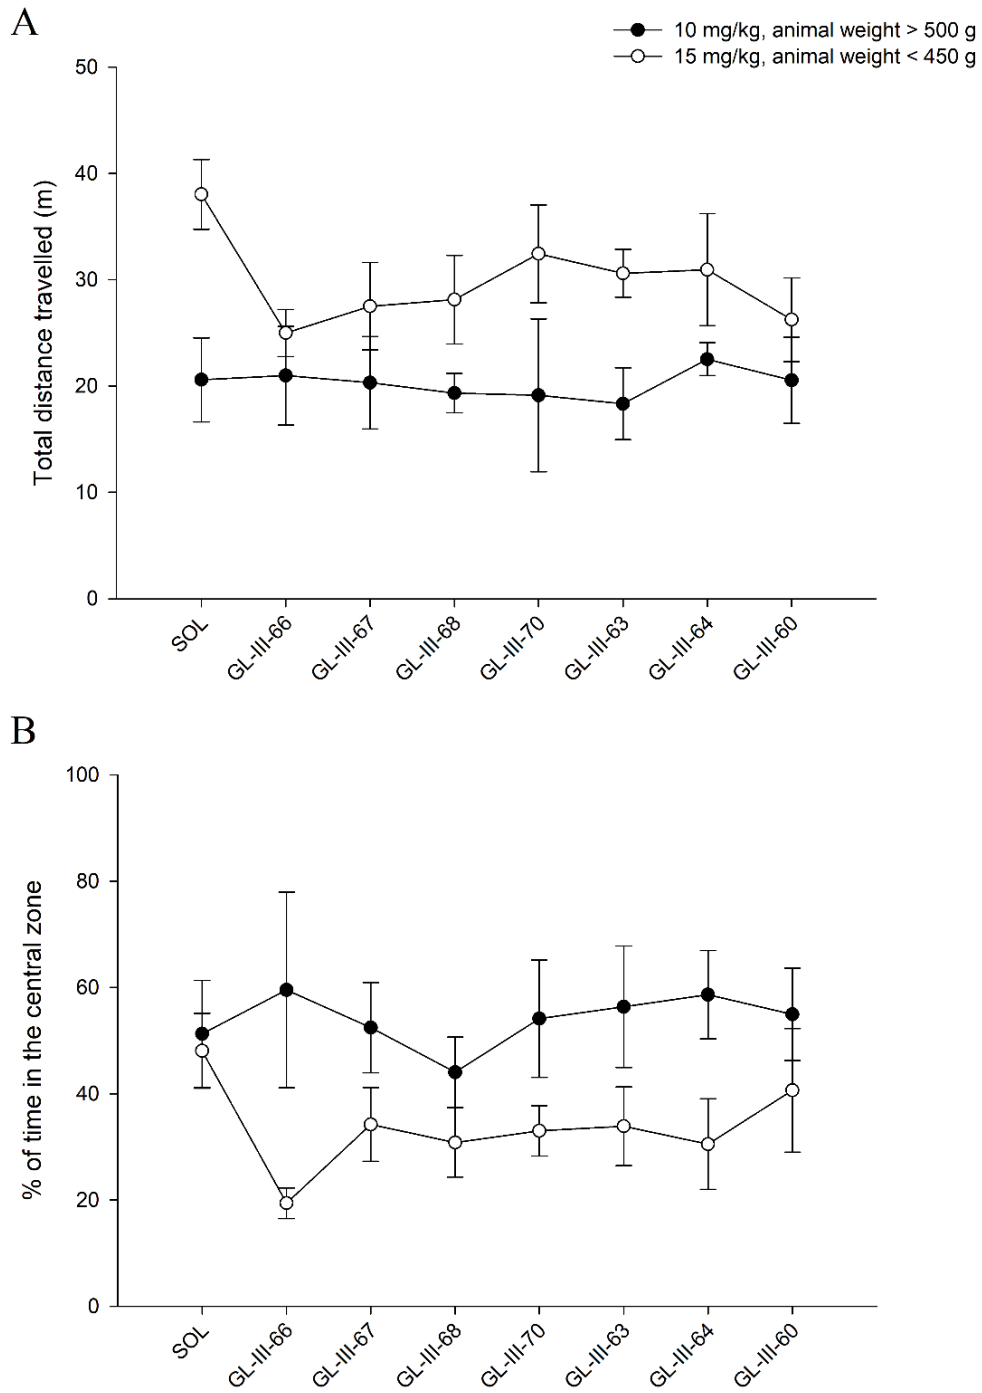 A
10 mg/kg, animal weight > 500 g
15 mg/kg, animal weight < 450 g
50
40
30
20
10
0
Total distance travelled (m)
SOL
GL-III-66
GL-III-67
GL-III-68
GL-III-70
GL-III-63
GL-III-64
GL-III-60
B
100
80
60
40
20
0
% of time in the central zone
SOL
GL-III-66
GL-III-67
GL-III-68
GL-III-70
GL-III-63
GL-III-64
GL-III-60